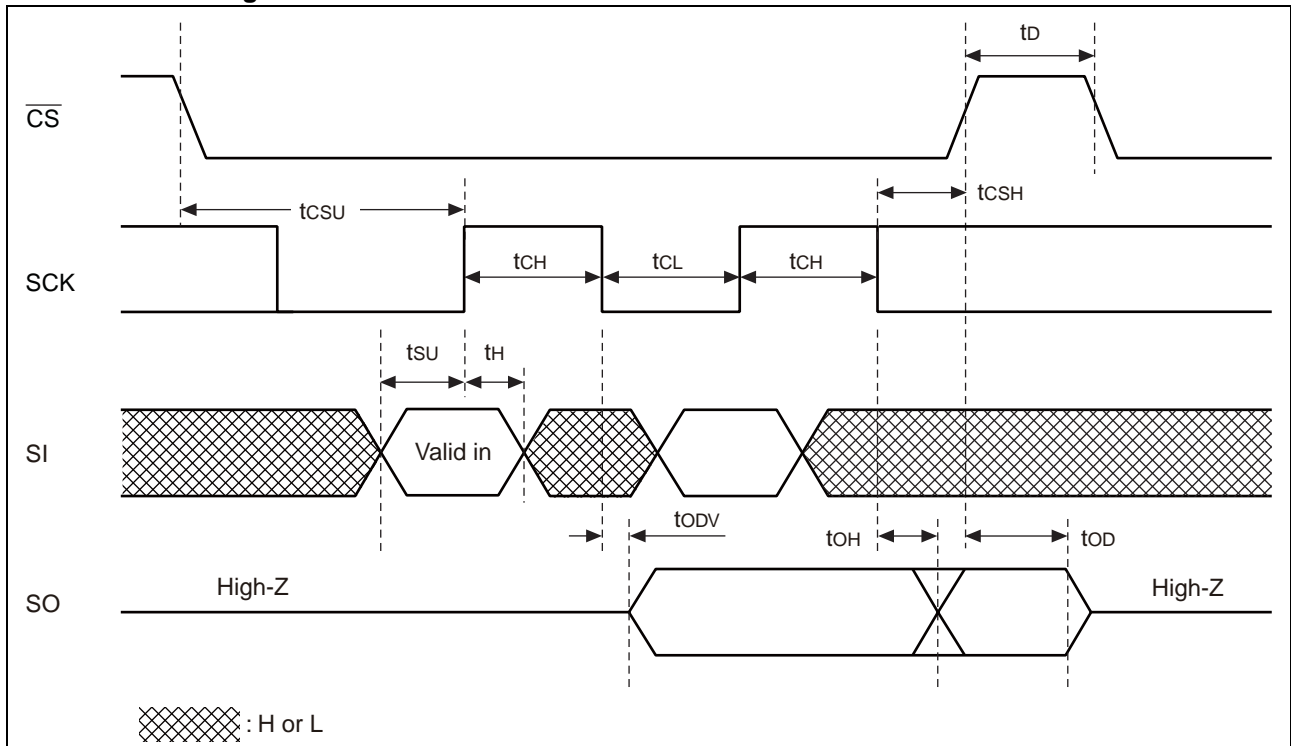 tD
CS
tCSU
tCSH
SCK
tCH
tCL
tCH
tSU
tH
SI
Valid in
tODV
tOH
tOD
SO
High-Z
High-Z
: H or L